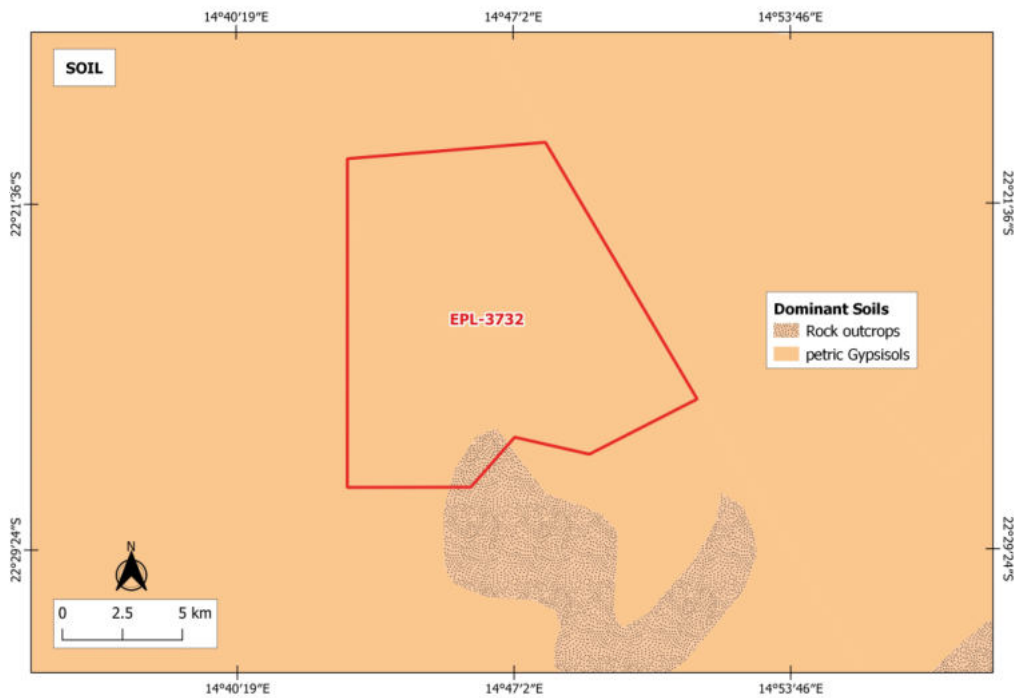 14°40'19"E
14°47'2"E
14°53'46"E
SOIL
22°21'36"S
22°21'36"S
EPL-3732
Dominant Soils
Rock outcrops
petric Gypsisols
22°29'24"S
22°29'24"S
N
0 2.5 5 km
14°40'19"E
14°47'2"E
14°53'46"E